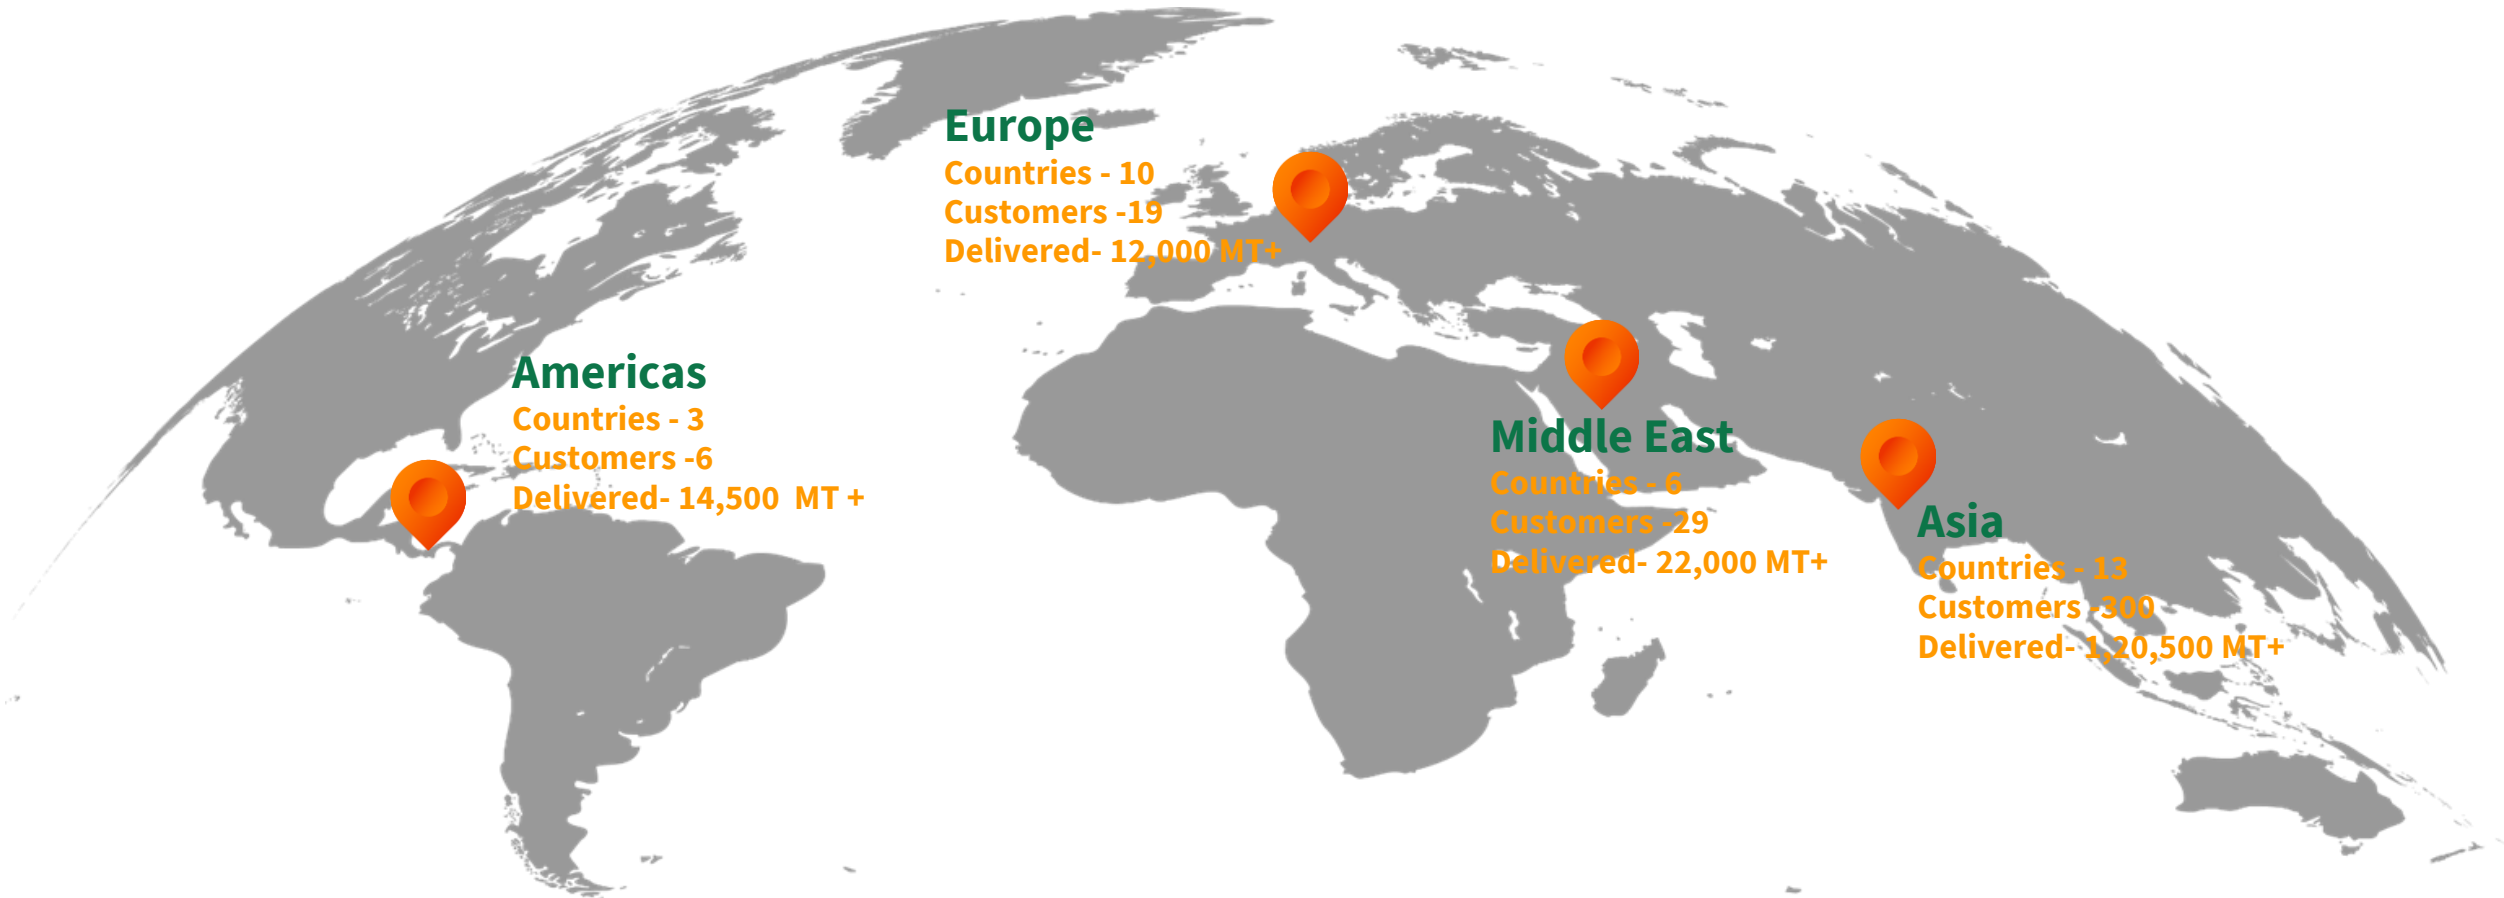 Europe
Countries - 10
Customers -19
Delivered- 12,000 MT+
Americas
Countries - 3
Customers -6
Delivered- 14,500  MT +
Middle East
Countries - 6
Customers -29
Delivered- 22,000 MT+
Asia
Countries - 13
Customers -300
Delivered- 1,20,500 MT+